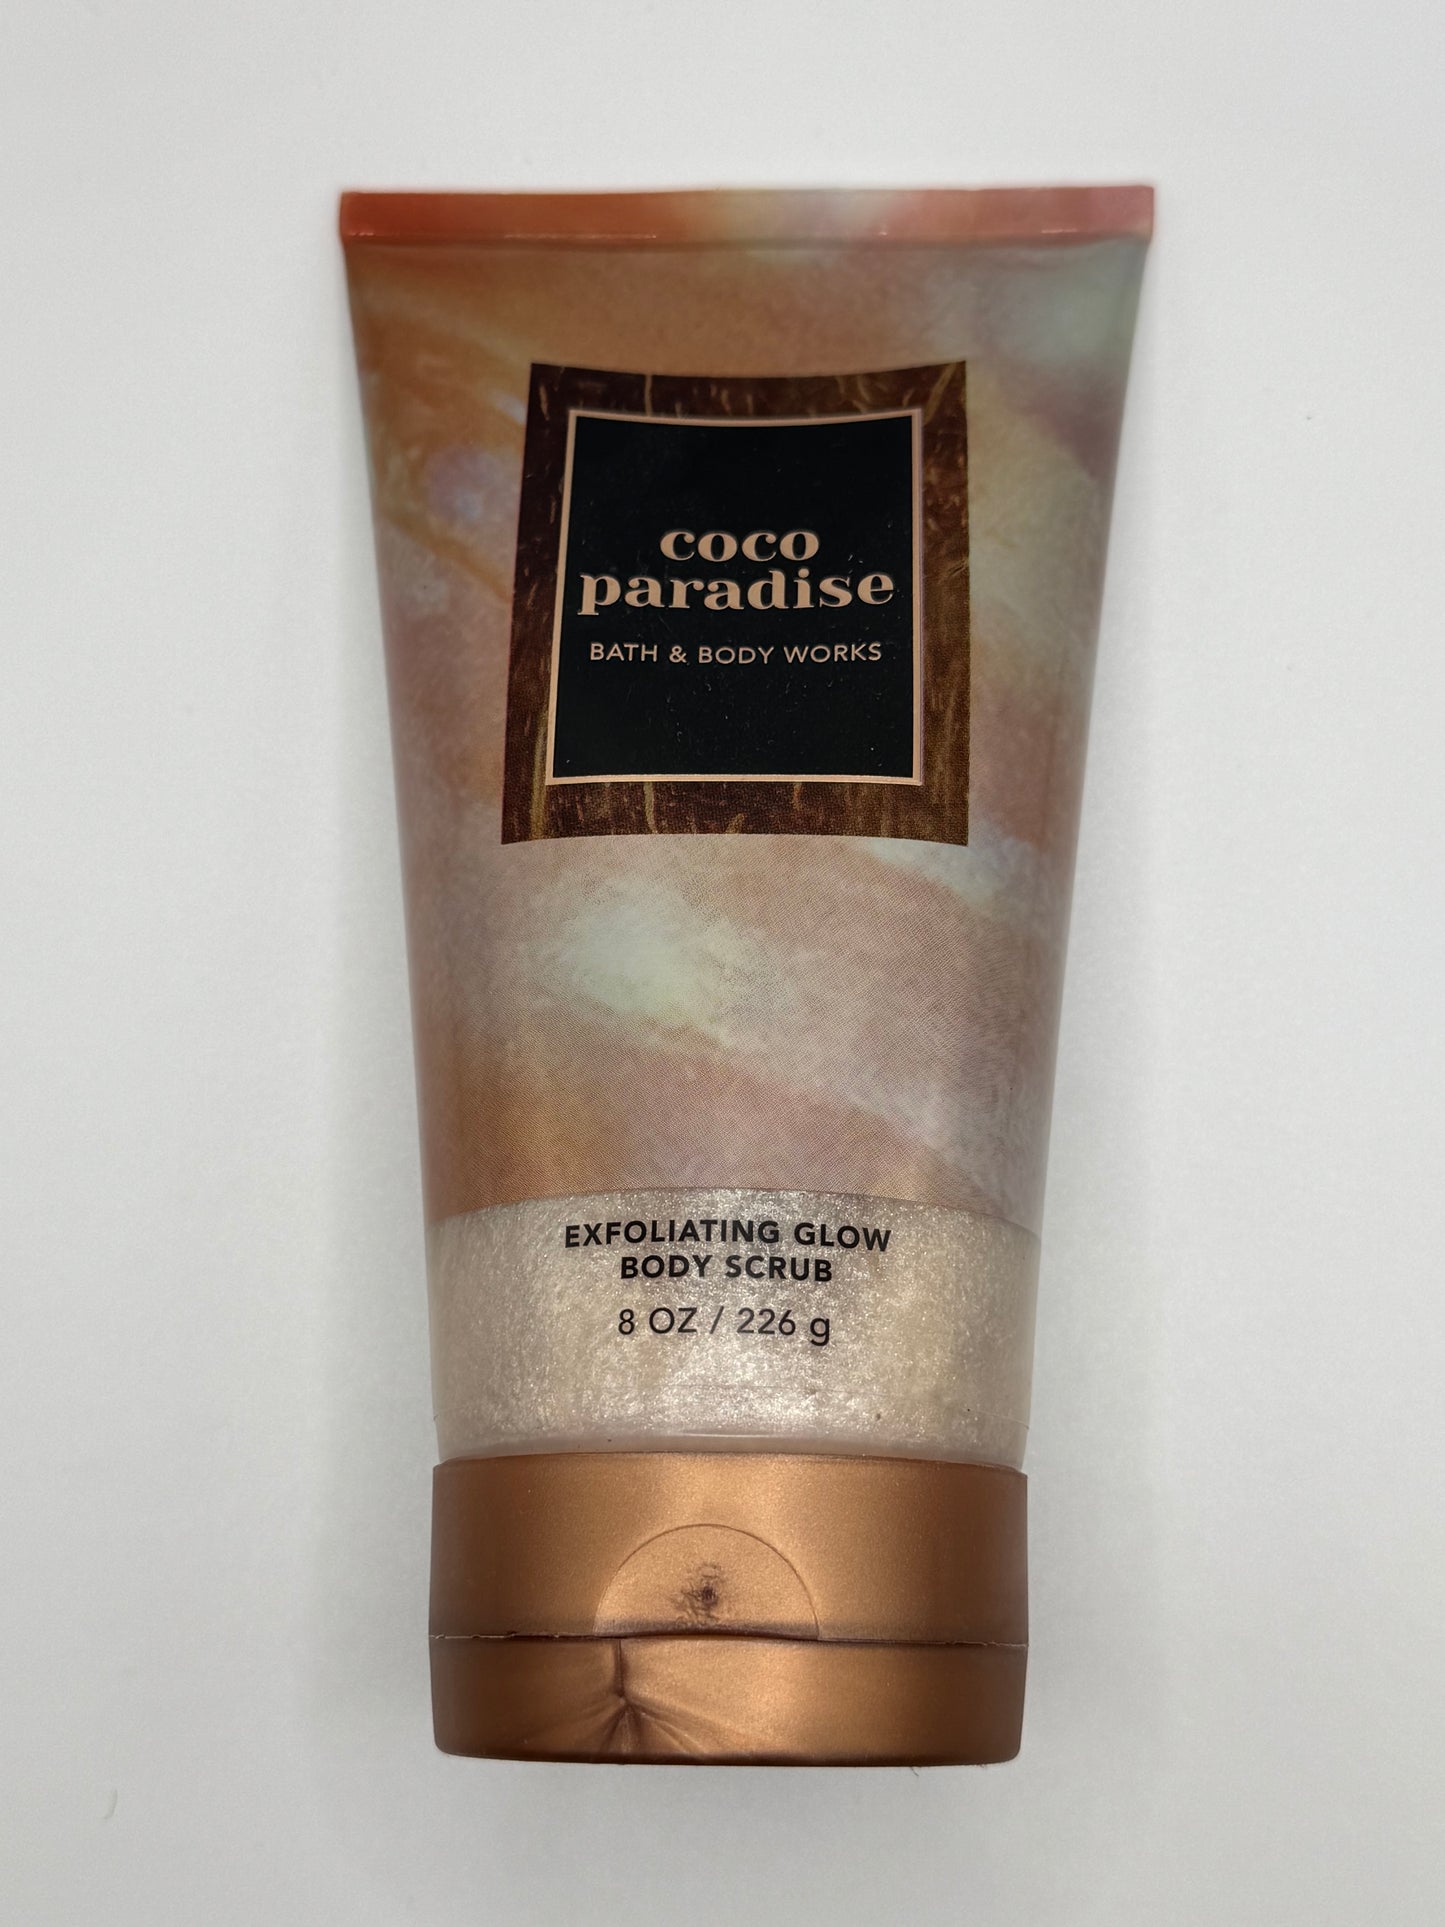 coco
paradise
BATH & BODY WORKS
EXFOLIATING GLOW
BODY SCRUB
8 OZ / 226 g